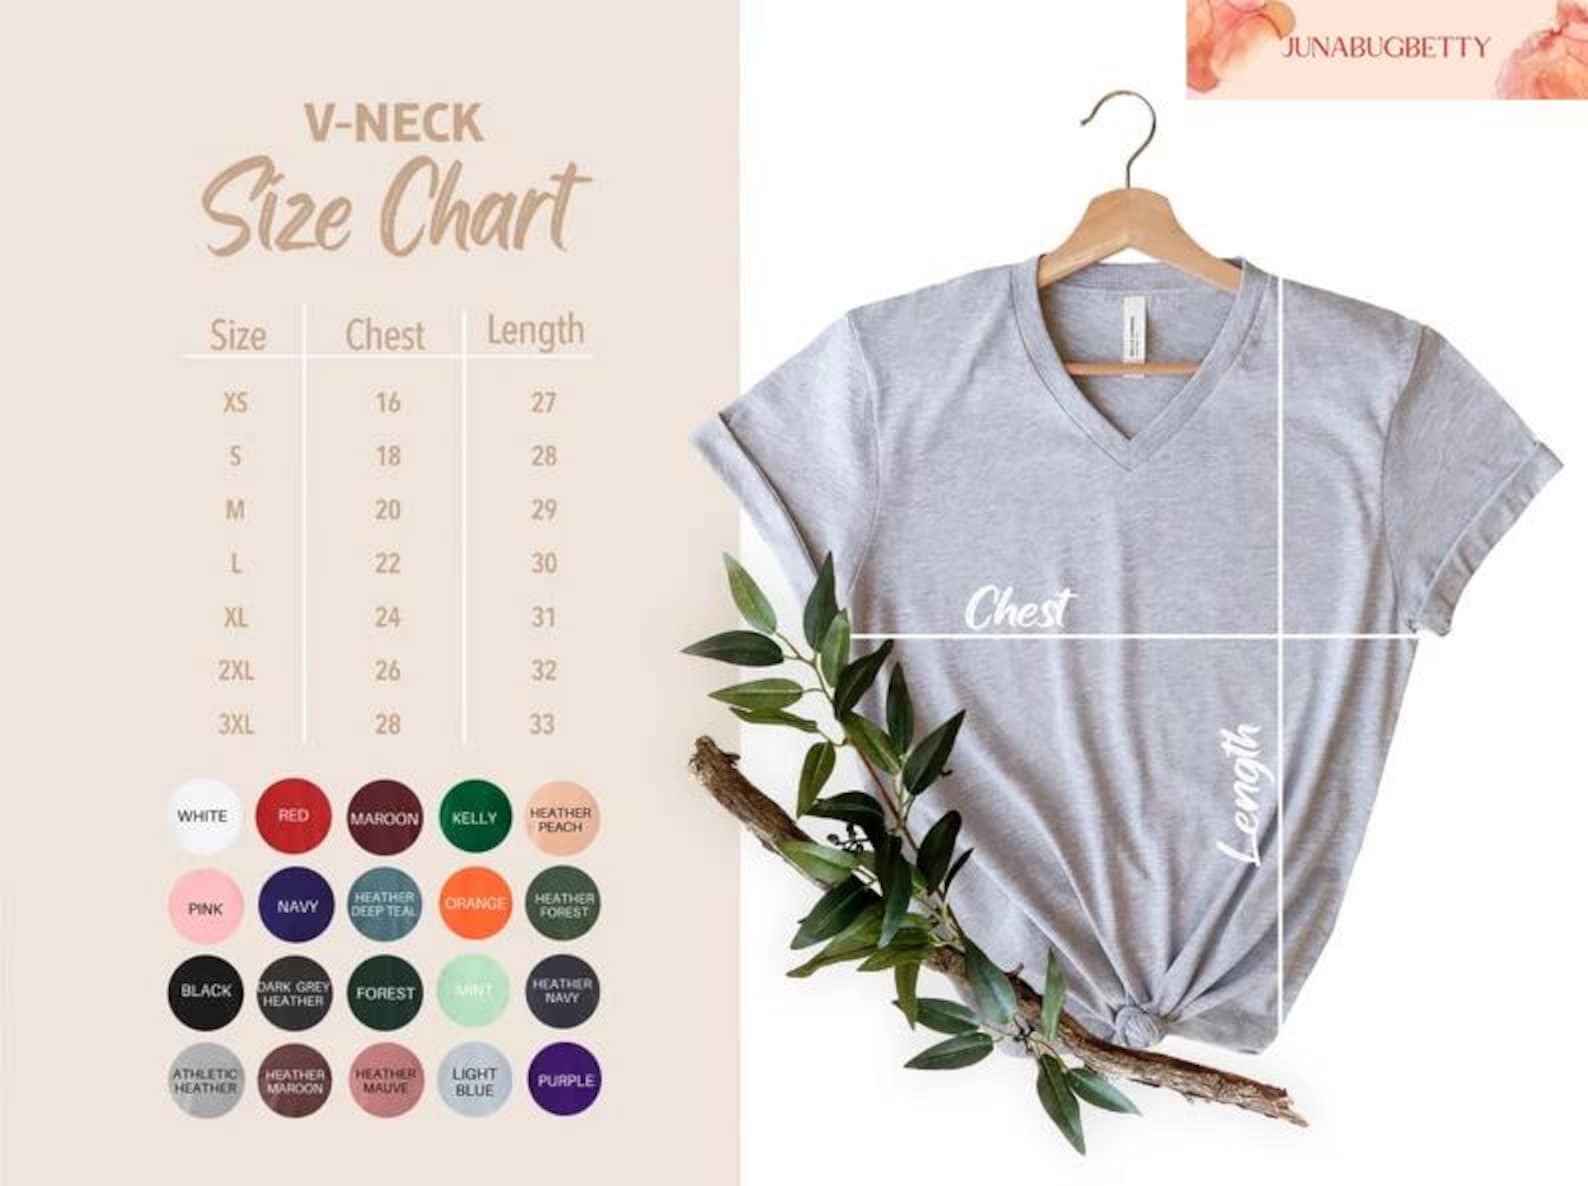 JUNABUGBETTY
V-NECK
Size Chart
Size Chest Length
XS 16 27
S 18 28
M 20 29
L 22 30
XL 24 31
2XL 26 32
3XL 28 33
WHITE
RED
MAROON
KELLY
HEATHER
PEACH
PINK
NAVY
HEATHER
DEEP TEAL
ORANGE
HEATHER
FOREST
BLACK
DARK GREY
HEATHER
FOREST
MINT
HEATHER
NAVY
ATHLETIC
HEATHER
HEATHER
MAROON
HEATHER
MAUVE
LIGHT
BLUE
PURPLE
Chest
Length